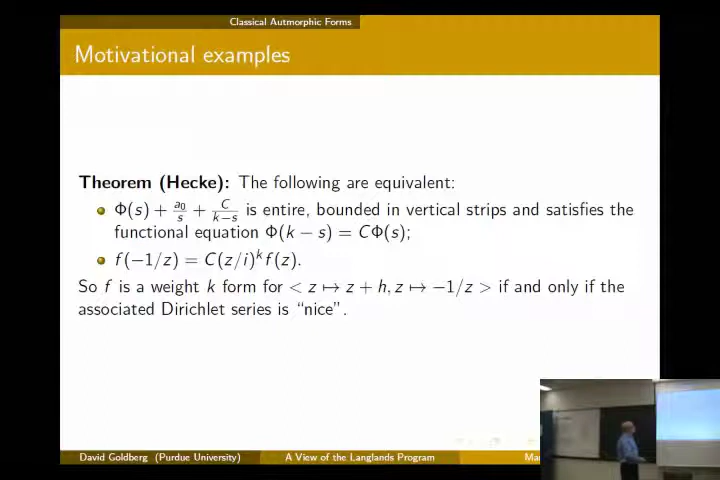 Classical Autmorphic Forms
Motivational examples
Theorem (Hecke): The following are equivalent:
Φ(s) + a₀/s + C/(k−s) is entire, bounded in vertical strips and satisfies the
functional equation Φ(k − s) = CΦ(s);
f(−1/z) = C(z/i)ᵏf(z).
So f is a weight k form for < z ↦ z + h, z ↦ −1/z > if and only if the
associated Dirichlet series is “nice”.
David Goldberg (Purdue University) A View of the Langlands Program